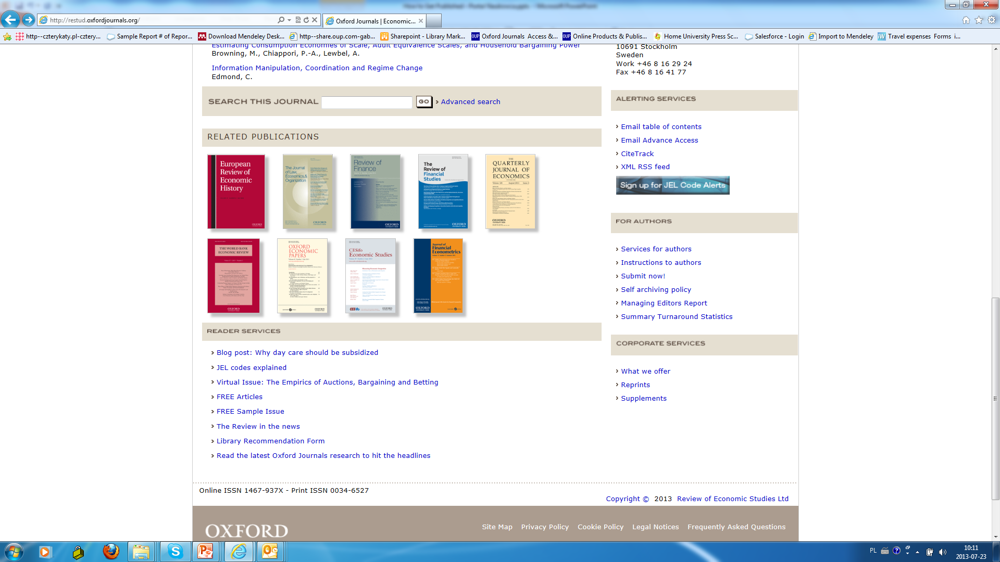 http://restud.oxfordjournals.org/
Oxford Journals | Economic...
http--czterykaty.pl-cztery...
Sample Report # of Repor...
Download Mendeley Desk...
http--share.oup.com-gab...
Sharepoint - Library Mark...
Oxford Journals Access &...
Online Products & Publis...
Home University Press Sc...
Salesforce - Login
Import to Mendeley
Travel expenses Forms i...
Estimating Consumption Economies of Scale, Adult Equivalence Scales, and Household Bargaining Power
Browning, M., Chiappori, P.-A., Lewbel, A.
Information Manipulation, Coordination and Regime Change
Edmond, C.
SEARCH THIS JOURNAL
GO
Advanced search
RELATED PUBLICATIONS
European
Review of
Economic
History
OXFORD
The Journal
of Law,
Economics,&
Organization
OXFORD
Review of
Finance
OXFORD
The
Review of
Financial
Studies
OXFORD
THE
QUARTERLY
JOURNAL OF
ECONOMICS
OXFORD
THE WORLD BANK
ECONOMIC REVIEW
OXFORD
OXFORD
ECONOMIC
PAPERS
OXFORD
CESifo
Economic Studies
CESifo
OXFORD
Journal of
Financial
Econometrics
OXFORD
READER SERVICES
Blog post: Why day care should be subsidized
JEL codes explained
Virtual Issue: The Empirics of Auctions, Bargaining and Betting
FREE Articles
FREE Sample Issue
The Review in the news
Library Recommendation Form
Read the latest Oxford Journals research to hit the headlines
10691 Stockholm
Sweden
Work +46 8 16 29 24
Fax +46 8 16 41 77
ALERTING SERVICES
Email table of contents
Email Advance Access
CiteTrack
XML RSS feed
Sign up for JEL Code Alerts
FOR AUTHORS
Services for authors
Instructions to authors
Submit now!
Self archiving policy
Managing Editors Report
Summary Turnaround Statistics
CORPORATE SERVICES
What we offer
Reprints
Supplements
Online ISSN 1467-937X - Print ISSN 0034-6527
Copyright © 2013 Review of Economic Studies Ltd
OXFORD
Site Map Privacy Policy Cookie Policy Legal Notices Frequently Asked Questions
PL
10:11
2013-07-23